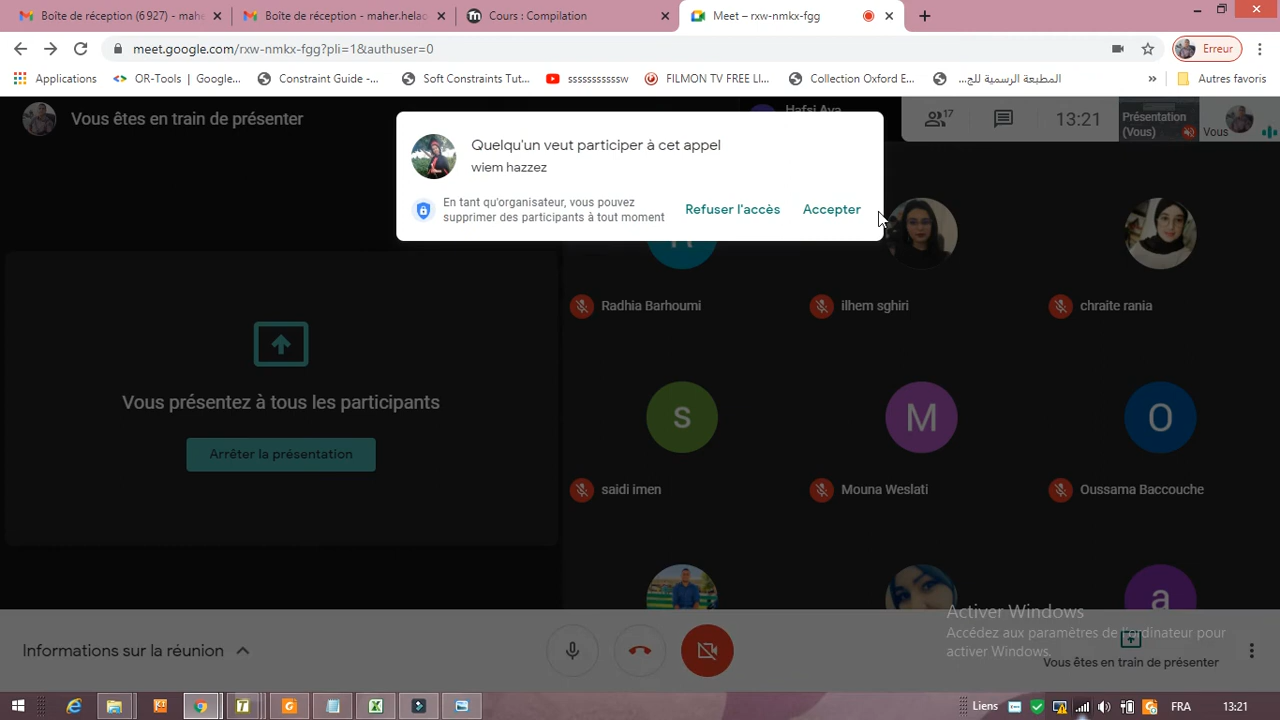 Boîte de réception (6 927) - mahe
Boîte de réception - maher.helac
Cours : Compilation
Meet – rxw-nmkx-fgg
meet.google.com/rxw-nmkx-fgg?pli=1&authuser=0
Erreur
Applications
OR-Tools | Google...
Constraint Guide -...
Soft Constraints Tut...
sssssssssssw
FILMON TV FREE LI...
Collection Oxford E...
المطبعة الرسمية للج...
»
Autres favoris
Vous êtes en train de présenter
Hafsi Aya
17
13:21
Présentation
(Vous)
Vous
Quelqu'un veut participer à cet appel
wiem hazzez
En tant qu'organisateur, vous pouvez
supprimer des participants à tout moment
Refuser l'accès
Accepter
Radhia Barhoumi
ilhem sghiri
chraite rania
Vous présentez à tous les participants
Arrêter la présentation
s
M
O
saidi imen
Mouna Weslati
Oussama Baccouche
a
Activer Windows
Accédez aux paramètres de l'ordinateur pour
activer Windows.
Informations sur la réunion
Vous êtes en train de présenter
Liens
FRA
13:21